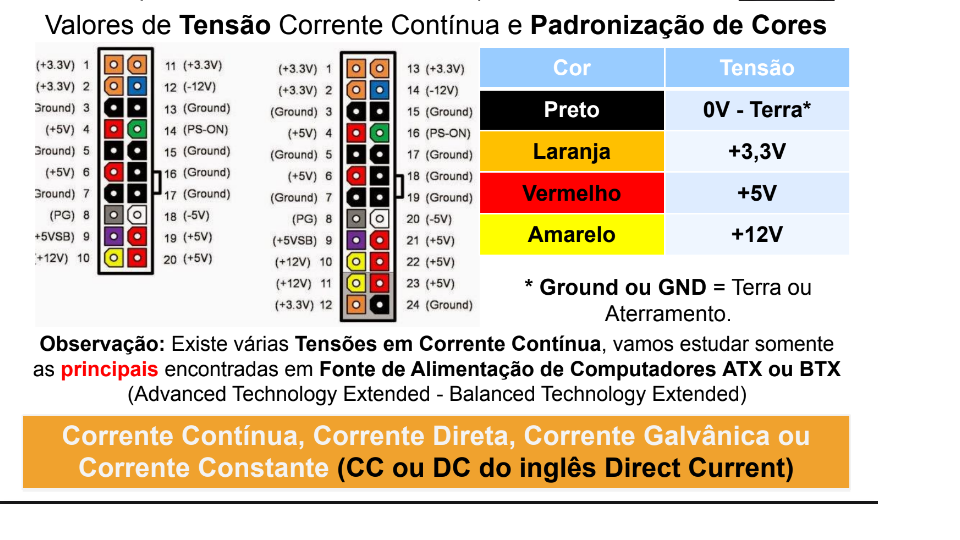 Valores de Tensão Corrente Contínua e Padronização de Cores
(+3.3V) 1 11 (+3.3V)
(+3.3V) 2 12 (-12V)
Ground) 3 13 (Ground)
(+5V) 4 14 (PS-ON)
Ground) 5 15 (Ground)
(+5V) 6 16 (Ground)
Ground) 7 17 (Ground)
(PG) 8 18 (-5V)
+5VSB) 9 19 (+5V)
+12V) 10 20 (+5V)
(+3.3V) 1 13 (+3.3V)
(+3.3V) 2 14 (-12V)
(Ground) 3 15 (Ground)
(+5V) 4 16 (PS-ON)
(Ground) 5 17 (Ground)
(+5V) 6 18 (Ground)
(Ground) 7 19 (Ground)
(PG) 8 20 (-5V)
(+5VSB) 9 21 (+5V)
(+12V) 10 22 (+5V)
(+12V) 11 23 (+5V)
(+3.3V) 12 24 (Ground)
Cor Tensão
Preto 0V - Terra*
Laranja +3,3V
Vermelho +5V
Amarelo +12V
* Ground ou GND = Terra ou
Aterramento.
Observação: Existe várias Tensões em Corrente Contínua, vamos estudar somente
as principais encontradas em Fonte de Alimentação de Computadores ATX ou BTX
(Advanced Technology Extended - Balanced Technology Extended)
Corrente Contínua, Corrente Direta, Corrente Galvânica ou
Corrente Constante (CC ou DC do inglês Direct Current)